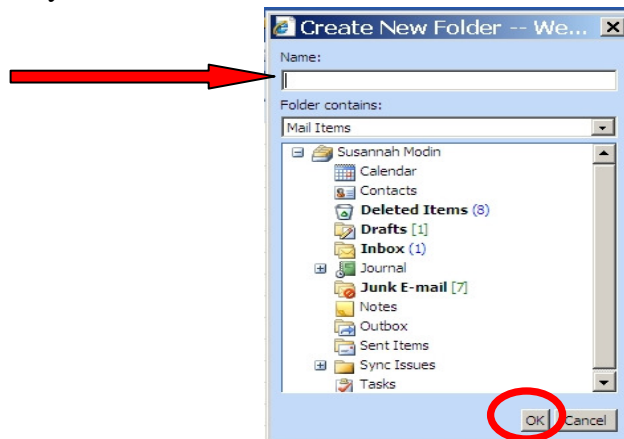 Create New Folder -- We...
Name:
Folder contains:
Mail Items
Susannah Modin
Calendar
Contacts
Deleted Items (8)
Drafts [1]
Inbox (1)
Journal
Junk E-mail [7]
Notes
Outbox
Sent Items
Sync Issues
Tasks
OK Cancel